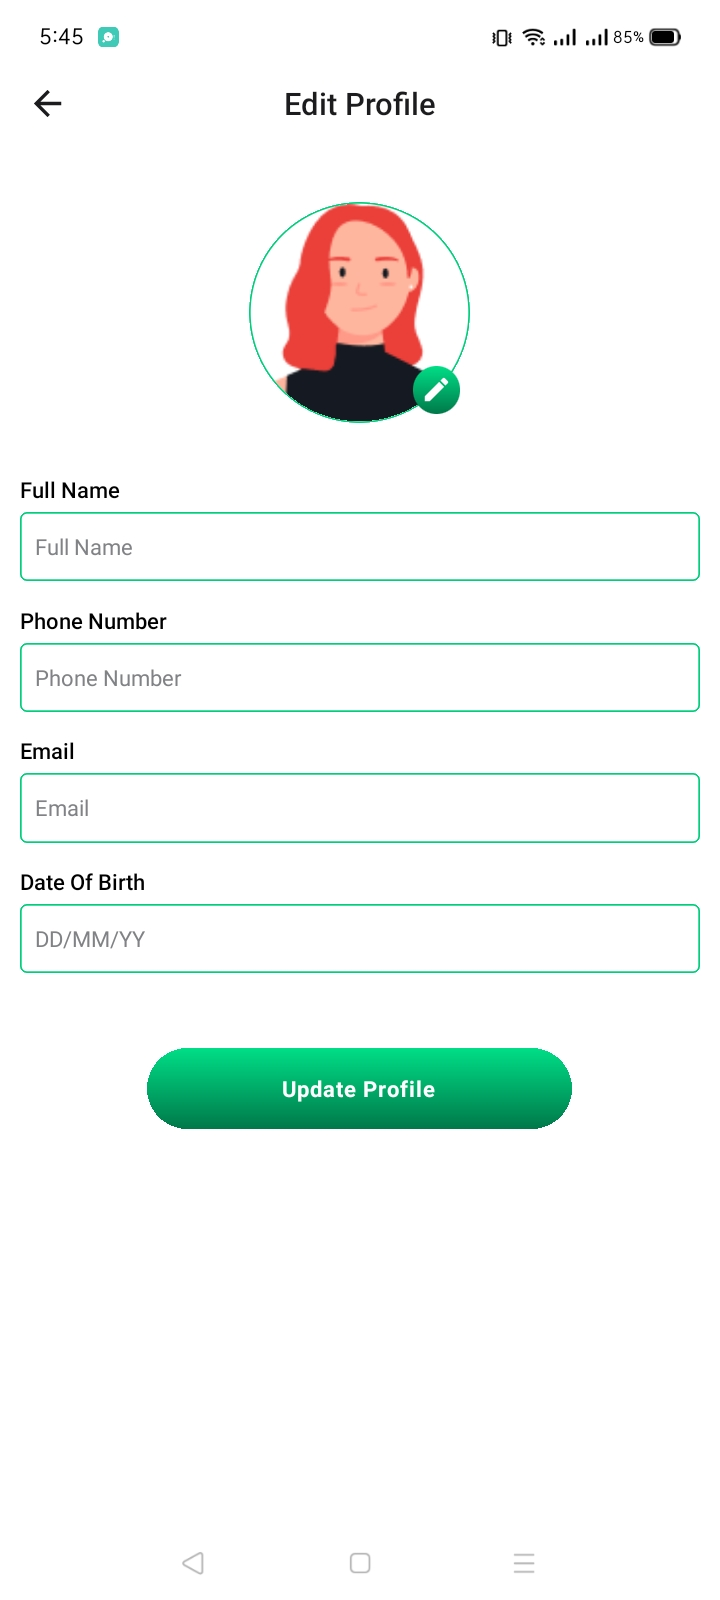 5:45 85%
Edit Profile
Full Name
Full Name
Phone Number
Phone Number
Email
Email
Date Of Birth
DD/MM/YY
Update Profile